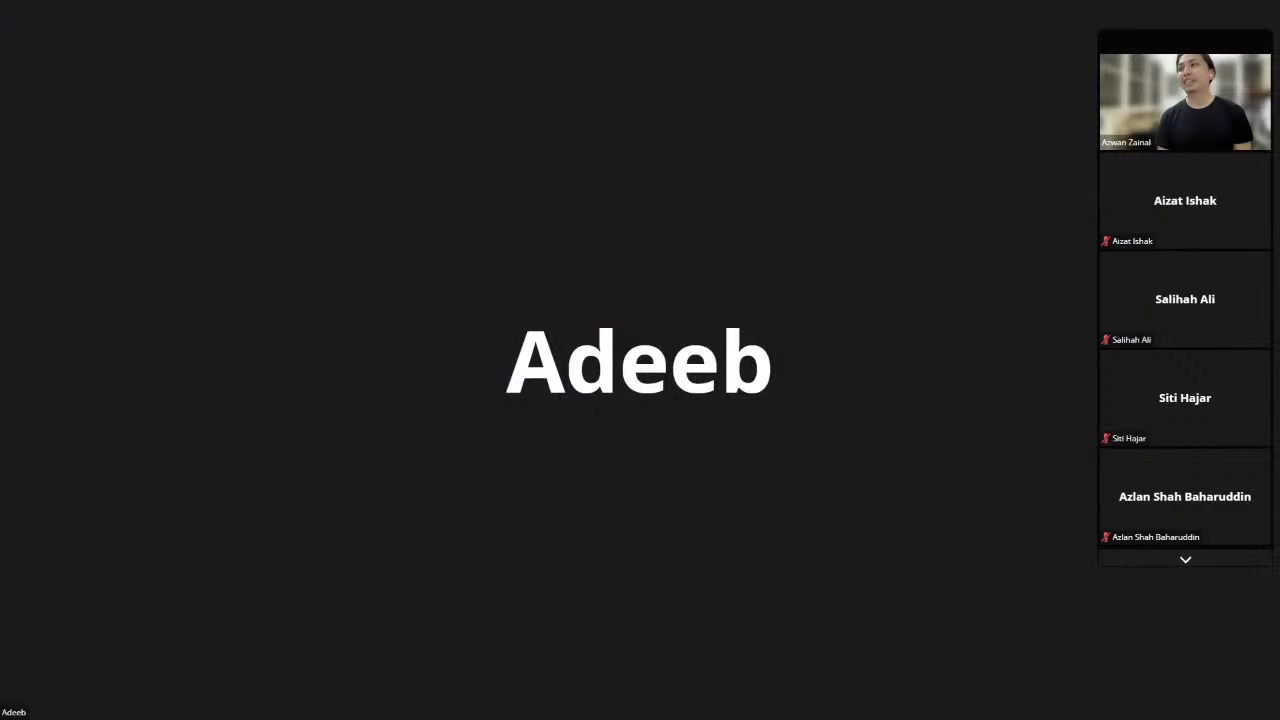 Azwan Zainal
Aizat Ishak
Aizat Ishak
Salihah Ali
Salihah Ali
Adeeb
Siti Hajar
Siti Hajar
Azlan Shah Baharuddin
Azlan Shah Baharuddin
Adeeb